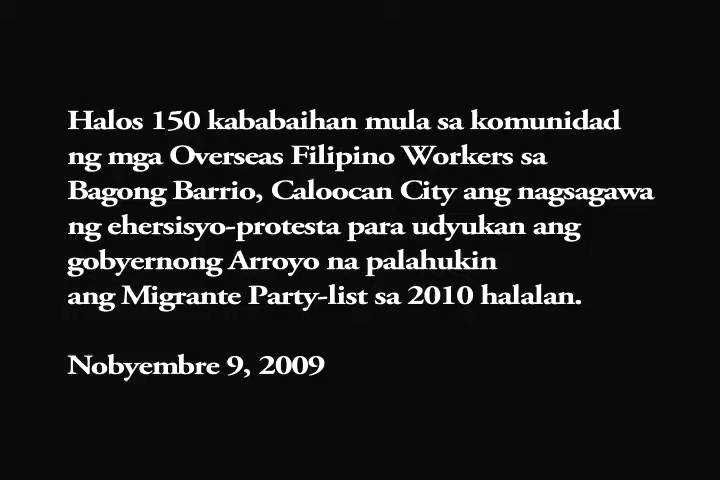 Halos 150 kababaihan mula sa komunidad
ng mga Overseas Filipino Workers sa
Bagong Barrio, Caloocan City ang nagsagawa
ng ehersisyo-protesta para udyukan ang
gobyernong Arroyo na palahukin
ang Migrante Party-list sa 2010 halalan.
Nobyembre 9, 2009